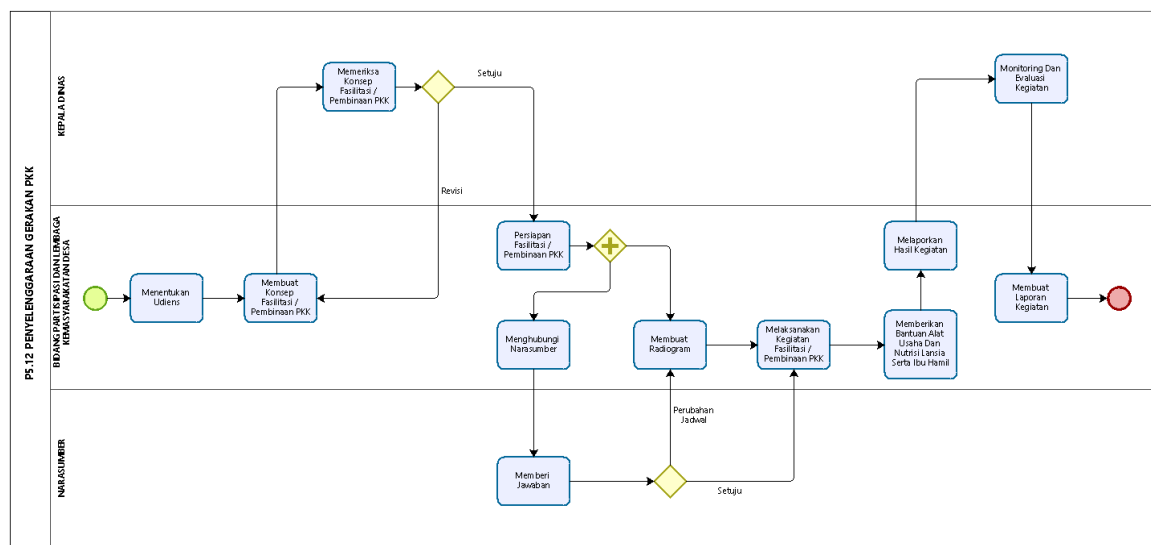 P5.12 PENYELENGGARAAN GERAKAN PKK
KEPALA DINAS
Memeriksa
Konsep
Fasilitasi /
Pembinaan PKK
Setuju
Revisi
Monitoring Dan
Evaluasi
Kegiatan
BIDANG PARTISIPASI DAN LEMBAGA
KEMASYARAKATAN DESA
Menentukan
Udiens
Membuat
Konsep
Fasilitasi /
Pembinaan PKK
Persiapan
Fasilitasi /
Pembinaan PKK
Menghubungi
Narasumber
Membuat
Radiogram
Melaksanakan
Kegiatan
Fasilitasi /
Pembinaan PKK
Melaporkan
Hasil Kegiatan
Memberikan
Bantuan Alat
Usaha Dan
Nutrisi Lansia
Serta Ibu Hamil
Membuat
Laporan
Kegiatan
NARASUMBER
Memberi
Jawaban
Perubahan
Jadwal
Setuju